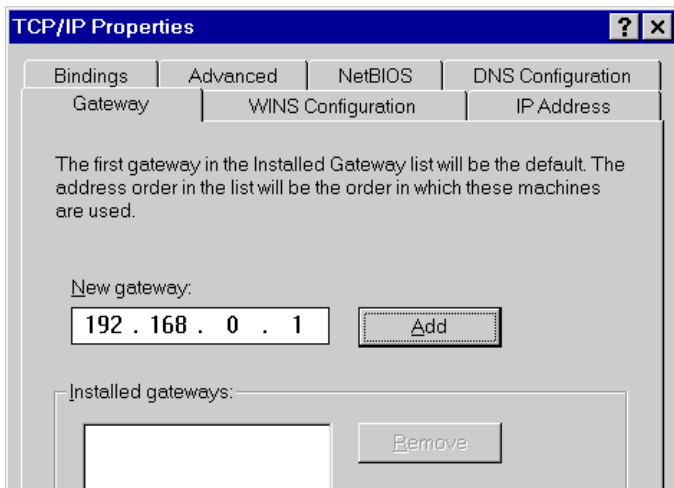 TCP/IP Properties
? ×
Bindings Advanced NetBIOS DNS Configuration
Gateway WINS Configuration IP Address
The first gateway in the Installed Gateway list will be the default. The
address order in the list will be the order in which these machines
are used.
New gateway:
192 . 168 . 0 . 1 Add
Installed gateways:
Remove